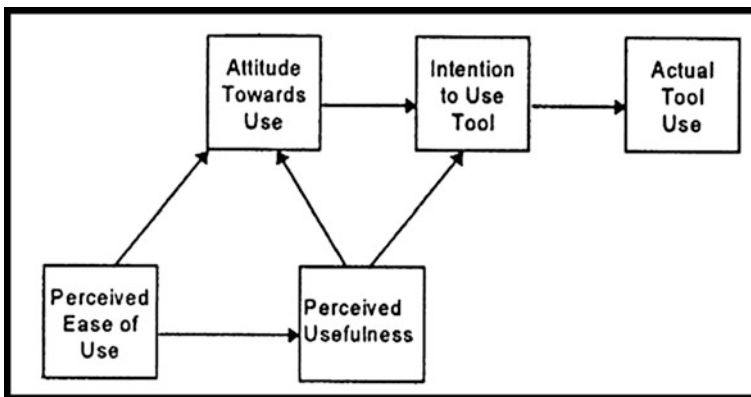 Attitude
Towards
Use
Intention
to Use
Tool
Actual
Tool
Use
Perceived
Ease of
Use
Perceived
Usefulness